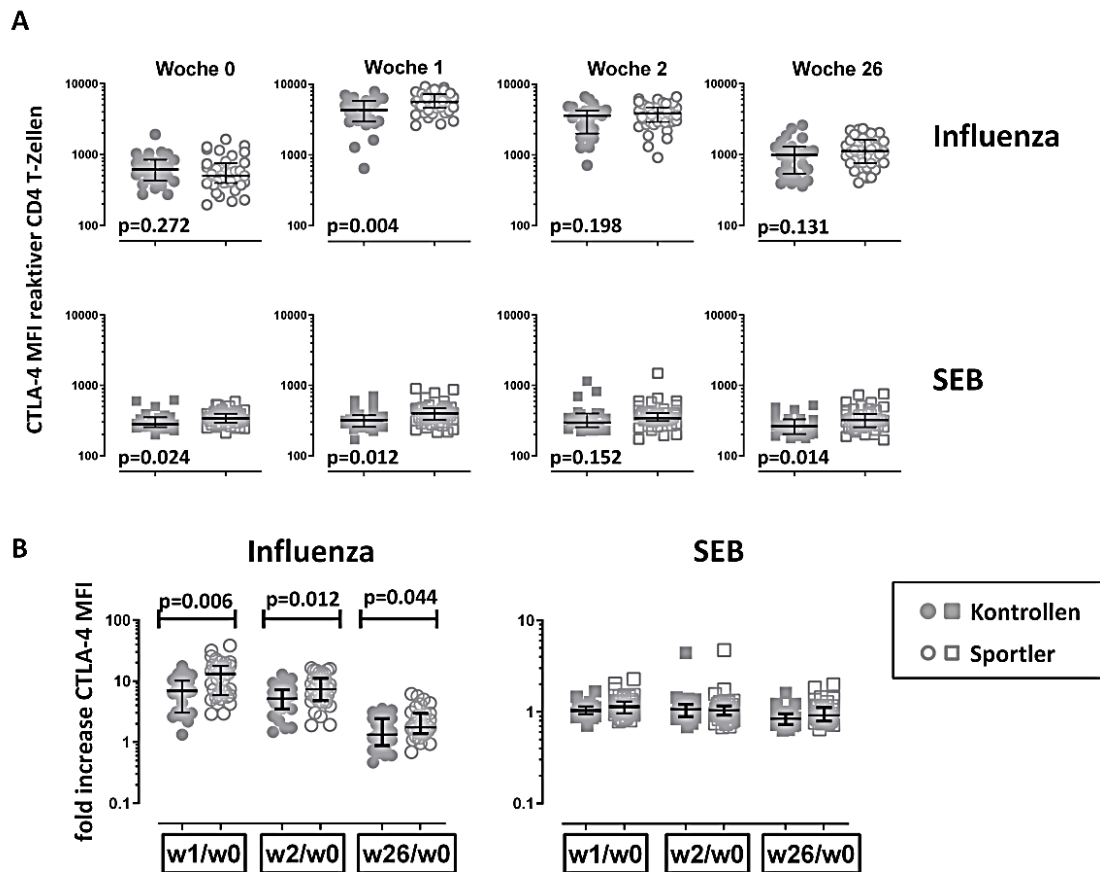 A
Woche 0
Woche 1
Woche 2
Woche 26
CTLA-4 MFI reaktiver CD4 T-Zellen
10000
1000
100
p=0.272
10000
1000
100
p=0.004
10000
1000
100
p=0.198
10000
1000
100
p=0.131
Influenza
10000
1000
100
p=0.024
10000
1000
100
p=0.012
10000
1000
100
p=0.152
10000
1000
100
p=0.014
SEB
B
Influenza
fold increase CTLA-4 MFI
100
10
1
0.1
p=0.006
p=0.012
p=0.044
w1/w0
w2/w0
w26/w0
SEB
10
1
0.1
w1/w0
w2/w0
w26/w0
Kontrollen
Sportler